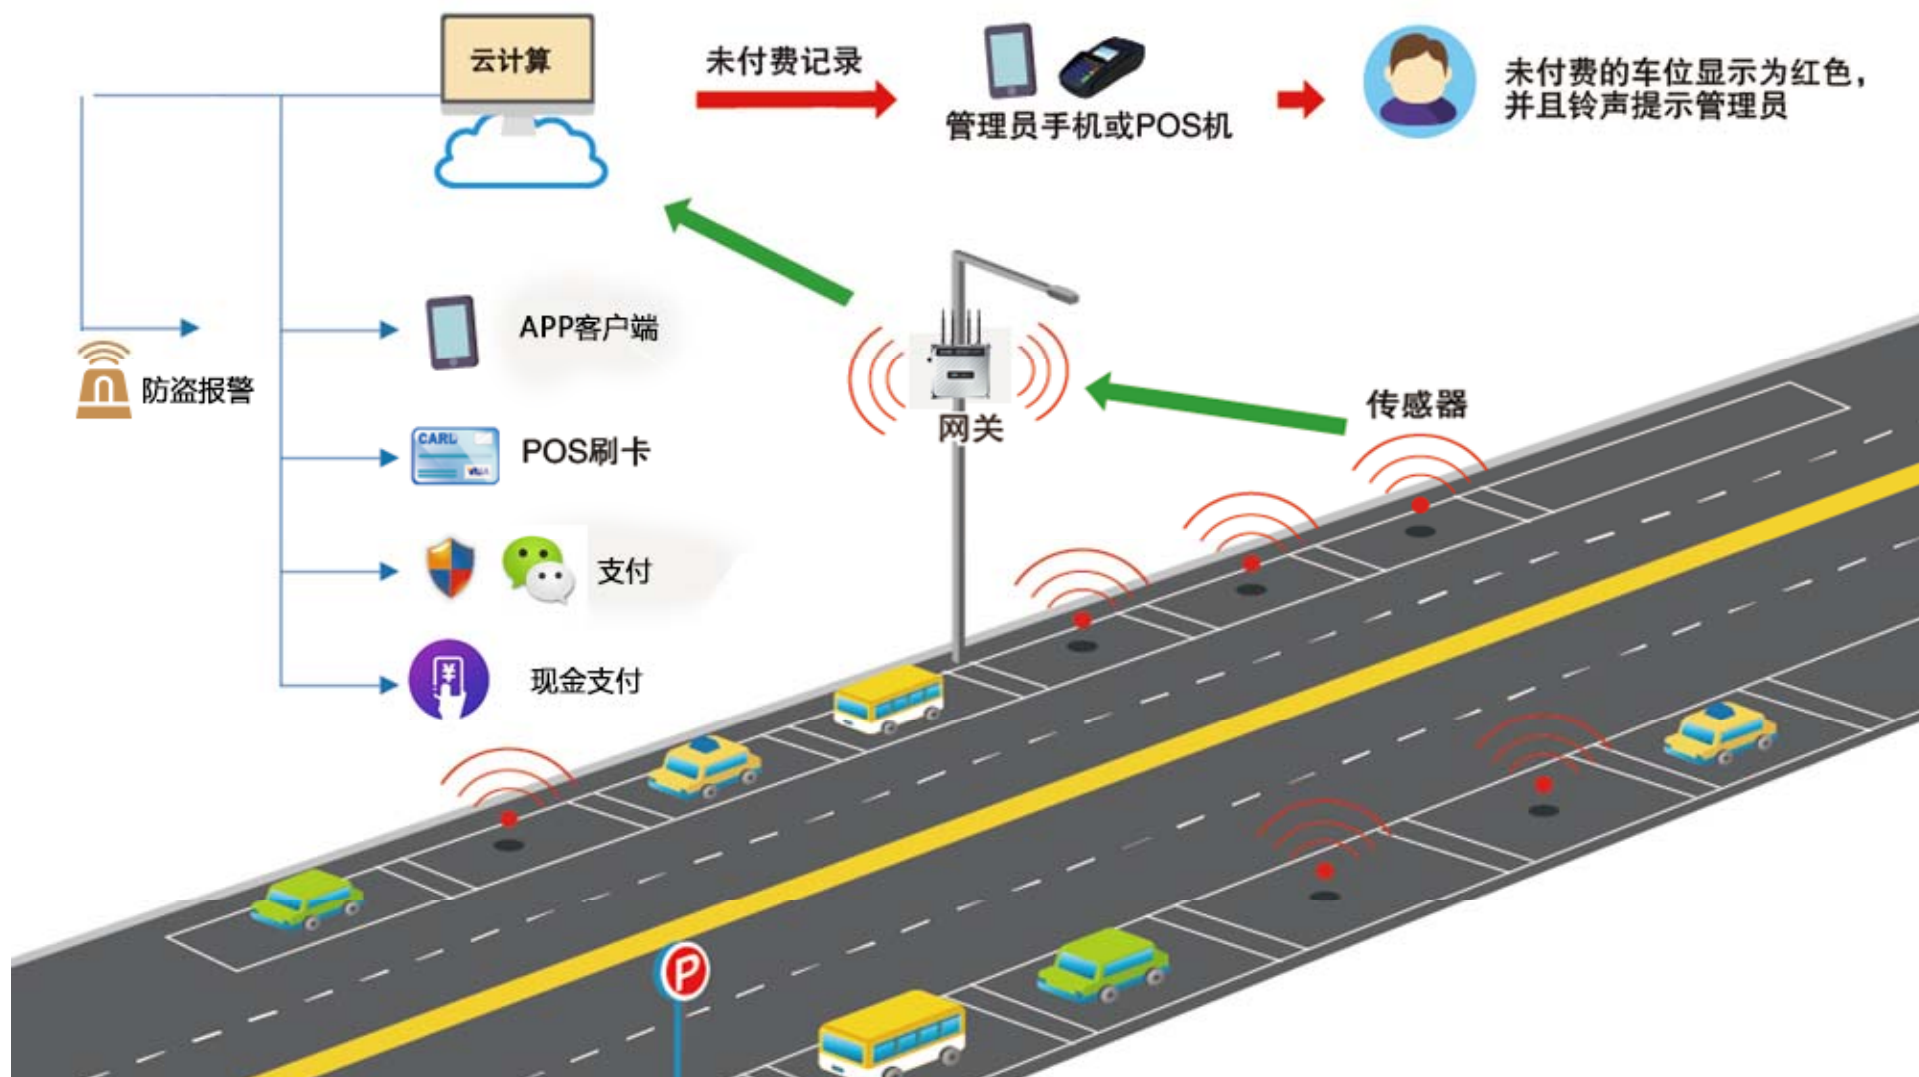 云计算
未付费记录
管理员手机或POS机
未付费的车位显示为红色，
并且铃声提示管理员
APP客户端
防盗报警
CARD
VISA
POS刷卡
支付
¥
现金支付
网关
传感器
P